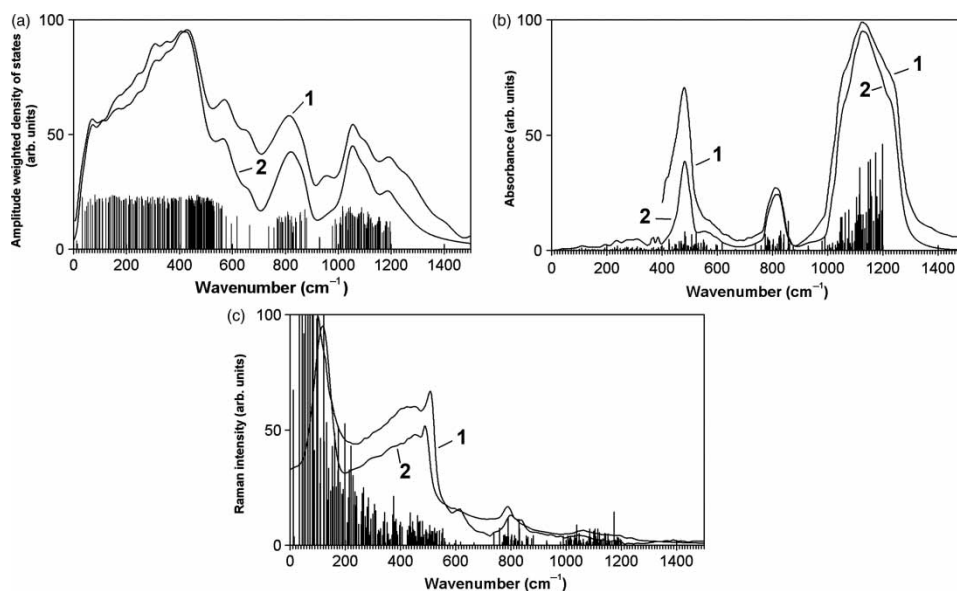 (a)
100
Amplitude weighted density of states
(arb. units)
50
0
1
2
0 200 400 600 800 1000 1200 1400
Wavenumber (cm⁻¹)
(b)
100
Absorbance (arb. units)
50
0
1
2
1
2
0 200 400 600 800 1000 1200 1400
Wavenumber (cm⁻¹)
(c)
100
Raman intensity (arb. units)
50
0
1
2
0 200 400 600 800 1000 1200 1400
Wavenumber (cm⁻¹)